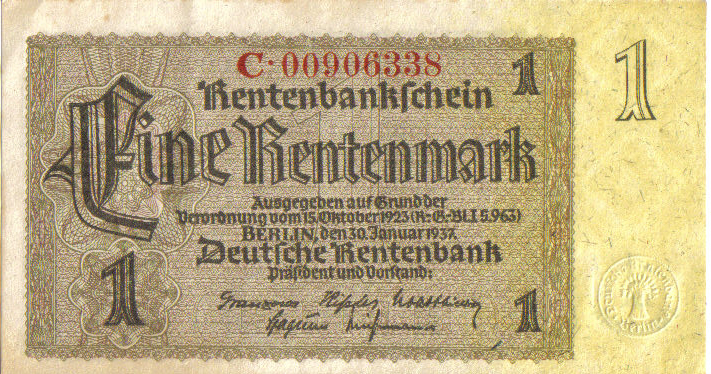 C·00906338
1
1
Rentenbankschein
Eine Rentenmark
Ausgegeben auf Grund der
Verordnung vom 15. Oktober 1923 (R.-G.-Bl. I S. 963)
BERLIN, den 30. Januar 1937.
Deutsche Rentenbank
Präsident und Vorstand:
1
1